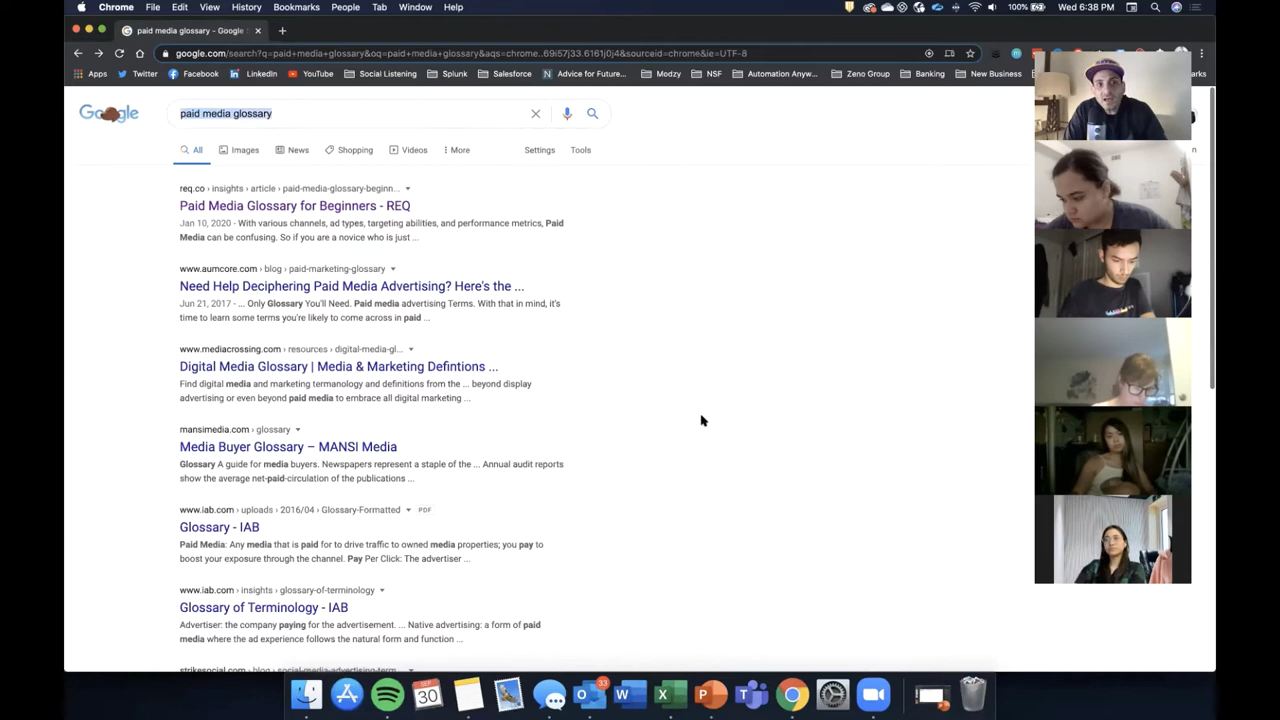 Chrome File Edit View History Bookmarks People Tab Window Help 100% Wed 6:38 PM
paid media glossary - Google
google.com/search?q=paid+media+glossary&oq=paid+media+glossary&aqs=chrome..69i57j33.6161j0j4&sourceid=chrome&ie=UTF-8
Apps Twitter Facebook LinkedIn YouTube Social Listening Splunk Salesforce Advice for Future... Modzy NSF Automation Any... Zeno Group Banking New Business
Google paid media glossary
All Images News Shopping Videos More Settings Tools
req.co › insights › article › paid-media-glossary-beginn...
Paid Media Glossary for Beginners - REQ
Jan 10, 2020 - With various channels, ad types, targeting abilities, and performance metrics, Paid
Media can be confusing. So if you are a novice who is just ...
www.aumcore.com › blog › paid-marketing-glossary
Need Help Deciphering Paid Media Advertising? Here's the ...
Jun 21, 2017 - ... Only Glossary You'll Need. Paid media advertising Terms. With that in mind, it's
time to learn some terms you're likely to come across in paid ...
www.mediacrossing.com › resources › digital-media-gl...
Digital Media Glossary | Media & Marketing Defintions ...
Find digital media and marketing termanology and definitions from the ... beyond display
advertising or even beyond paid media to embrace all digital marketing ...
mansimedia.com › glossary
Media Buyer Glossary – MANSI Media
Glossary A guide for media buyers. Newspapers represent a staple of the ... Annual audit reports
show the average net-paid-circulation of the publications ...
www.iab.com › uploads › 2016/04 › Glossary-Formatted PDF
Glossary - IAB
Paid Media: Any media that is paid for to drive traffic to owned media properties; you pay to
boost your exposure through the channel. Pay Per Click: The advertiser ...
www.iab.com › insights › glossary-of-terminology
Glossary of Terminology - IAB
Advertiser: the company paying for the advertisement. ... Native advertising: a form of paid
media where the ad experience follows the natural form and function ...
strikesocial.com › blog › social-media-advertising-term...
SEP
30
33